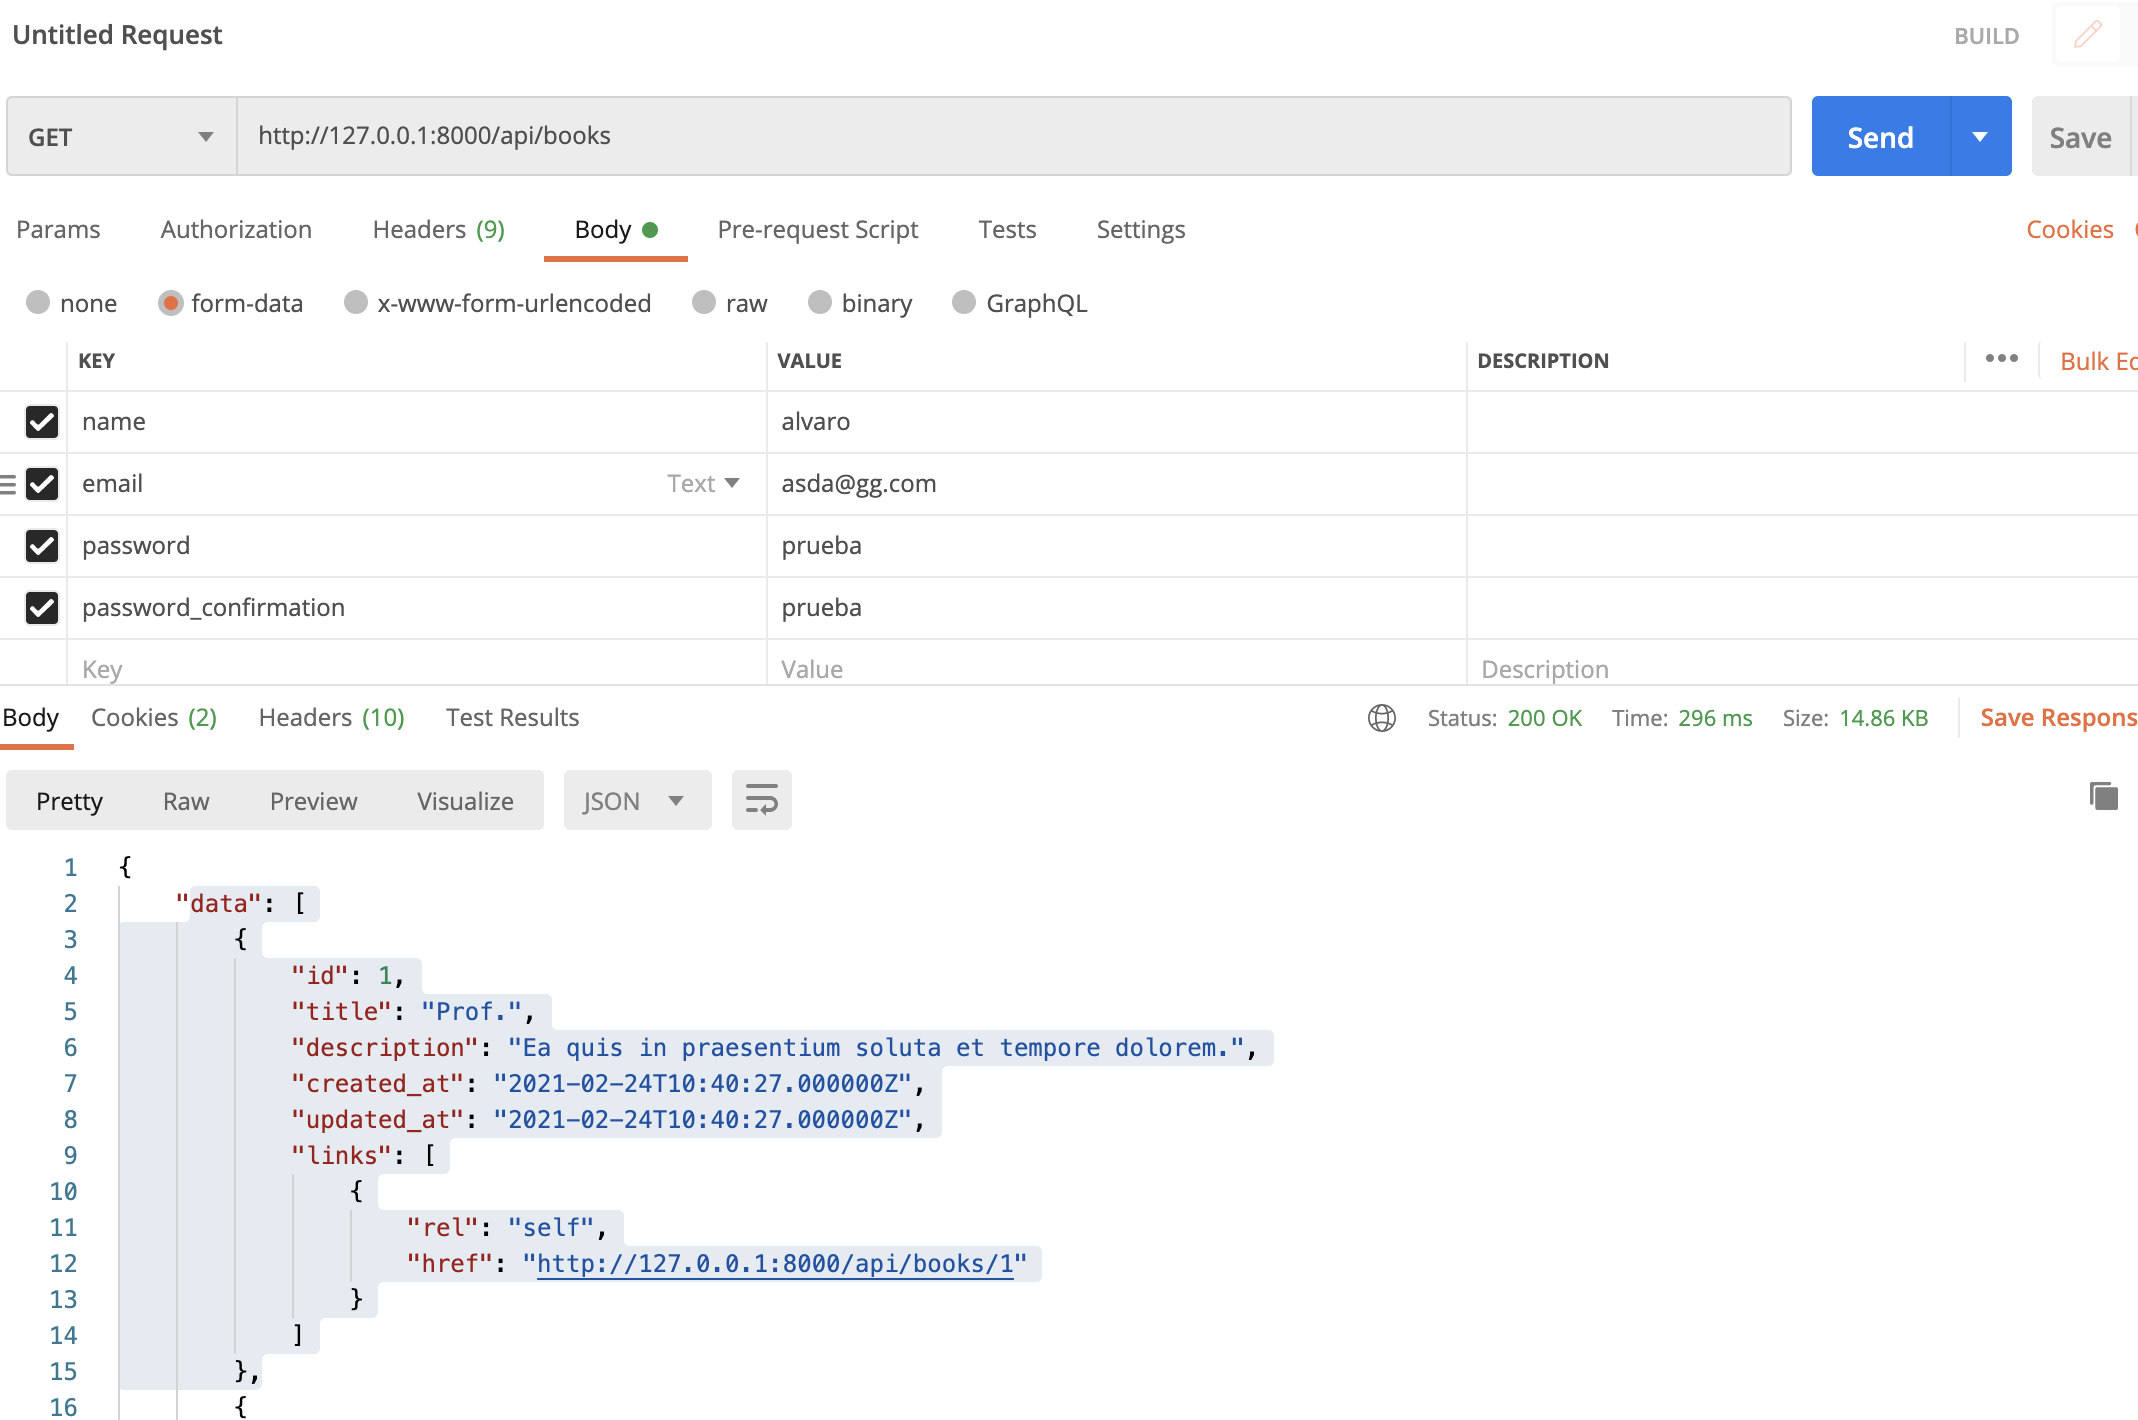 Untitled Request
BUILD
GET http://127.0.0.1:8000/api/books Send Save
Params Authorization Headers (9) Body Pre-request Script Tests Settings Cookies
none form-data x-www-form-urlencoded raw binary GraphQL
KEY VALUE DESCRIPTION ••• Bulk
name alvaro
email Text asda@gg.com
password prueba
password_confirmation prueba
Key Value Description
Body Cookies (2) Headers (10) Test Results Status: 200 OK Time: 296 ms Size: 14.86 KB Save Respons
Pretty Raw Preview Visualize JSON
1 {
2 "data": [
3 {
4 "id": 1,
5 "title": "Prof.",
6 "description": "Ea quis in praesentium soluta et tempore dolorem.",
7 "created_at": "2021-02-24T10:40:27.000000Z",
8 "updated_at": "2021-02-24T10:40:27.000000Z",
9 "links": [
10 {
11 "rel": "self",
12 "href": "http://127.0.0.1:8000/api/books/1"
13 }
14 ]
15 },
16 {